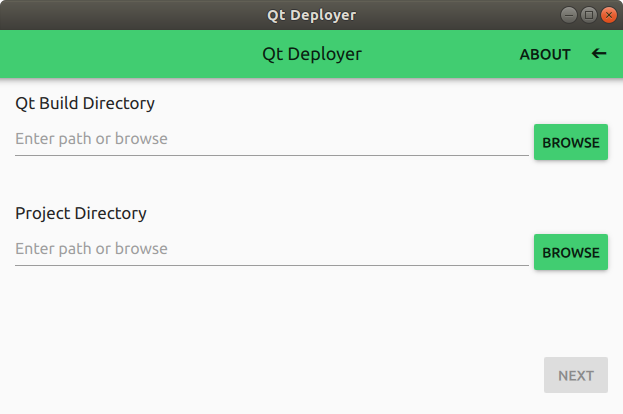 Qt Deployer
Qt Deployer
ABOUT
Qt Build Directory
Enter path or browse
BROWSE
Project Directory
Enter path or browse
BROWSE
NEXT